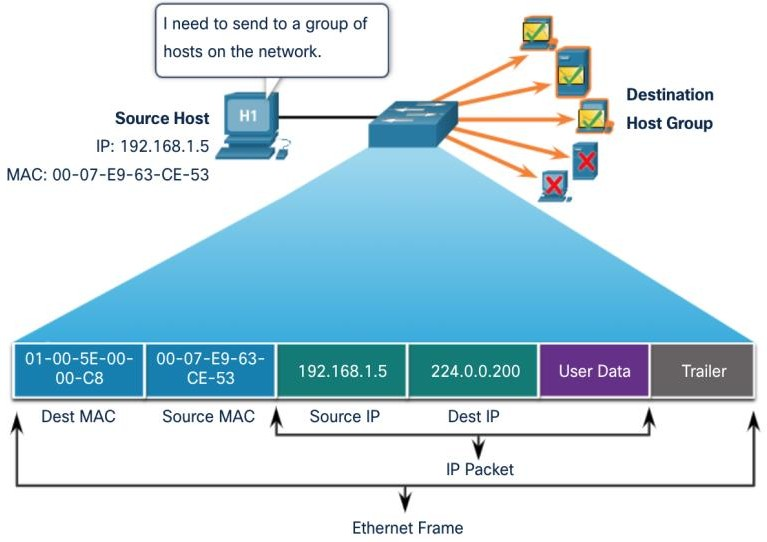 I need to send to a group of
hosts on the network.
H1
Source Host
IP: 192.168.1.5
MAC: 00-07-E9-63-CE-53
Destination
Host Group
01-00-5E-00-
00-C8
00-07-E9-63-
CE-53
192.168.1.5
224.0.0.200
User Data
Trailer
Dest MAC
Source MAC
Source IP
Dest IP
IP Packet
Ethernet Frame